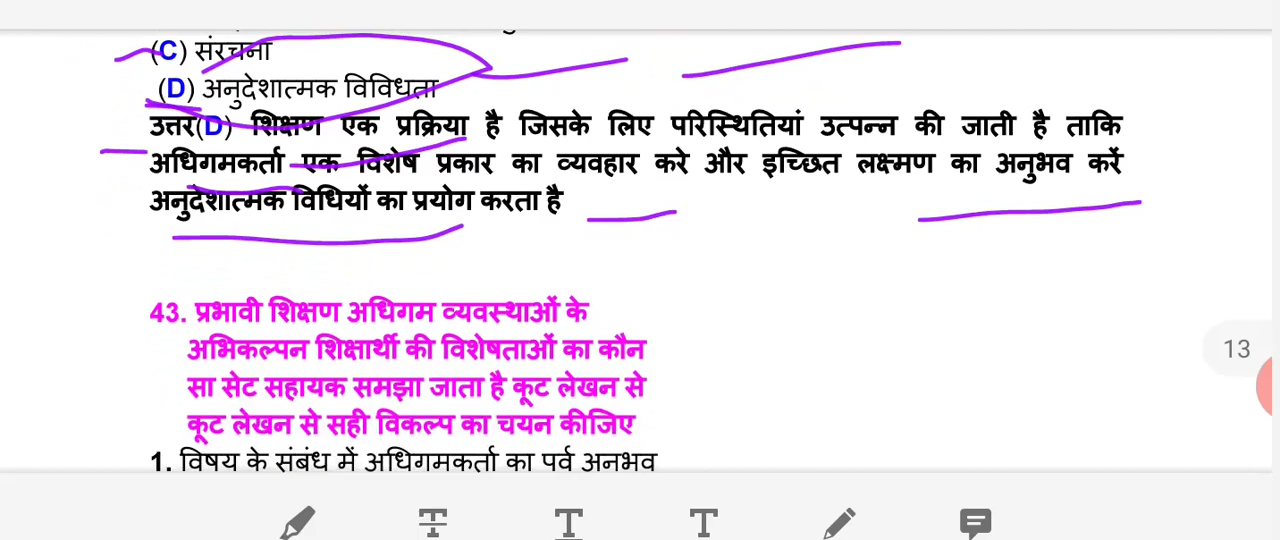 (C) संरचना
(D) अनुदेशात्मक विविधता
उत्तर(D) शिक्षण एक प्रक्रिया है जिसके लिए परिस्थितियां उत्पन्न की जाती है ताकि
अधिगमकर्ता एक विशेष प्रकार का व्यवहार करे और इच्छित लक्ष्मण का अनुभव करें
अनुदेशात्मक विधियों का प्रयोग करता है
43. प्रभावी शिक्षण अधिगम व्यवस्थाओं के
अभिकल्पन शिक्षार्थी की विशेषताओं का कौन
सा सेट सहायक समझा जाता है कूट लेखन से
कूट लेखन से सही विकल्प का चयन कीजिए
13
1. विषय के संबंध में अधिगमकर्ता का पूर्व अनुभव